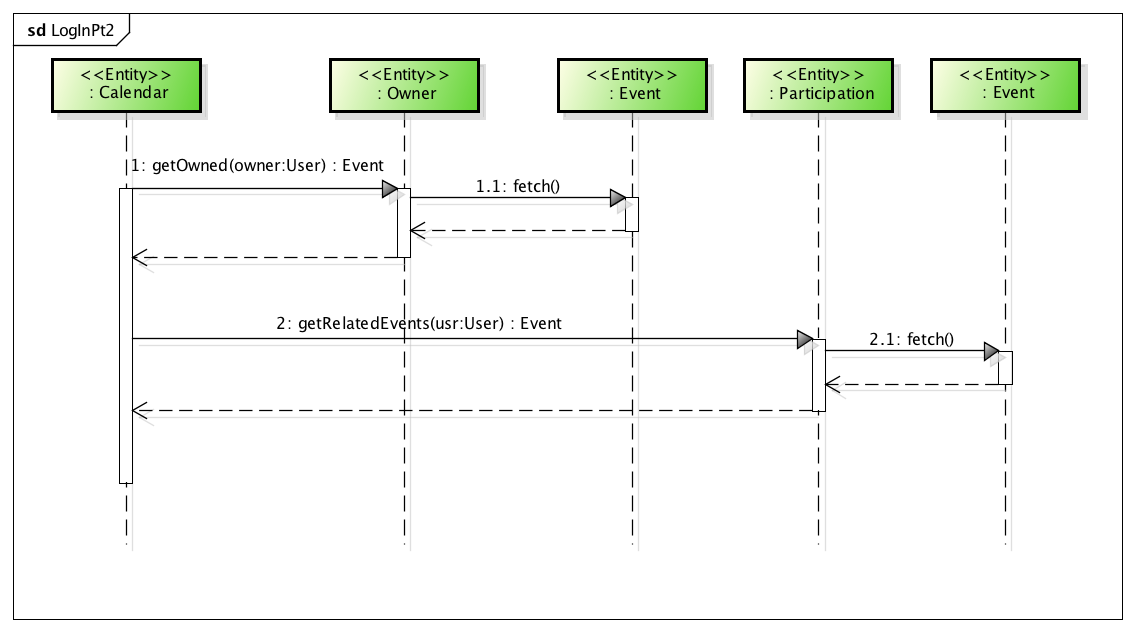 sd LogInPt2
<<Entity>>
: Calendar
<<Entity>>
: Owner
<<Entity>>
: Event
<<Entity>>
: Participation
<<Entity>>
: Event
1: getOwned(owner:User) : Event
1.1: fetch()
2: getRelatedEvents(usr:User) : Event
2.1: fetch()